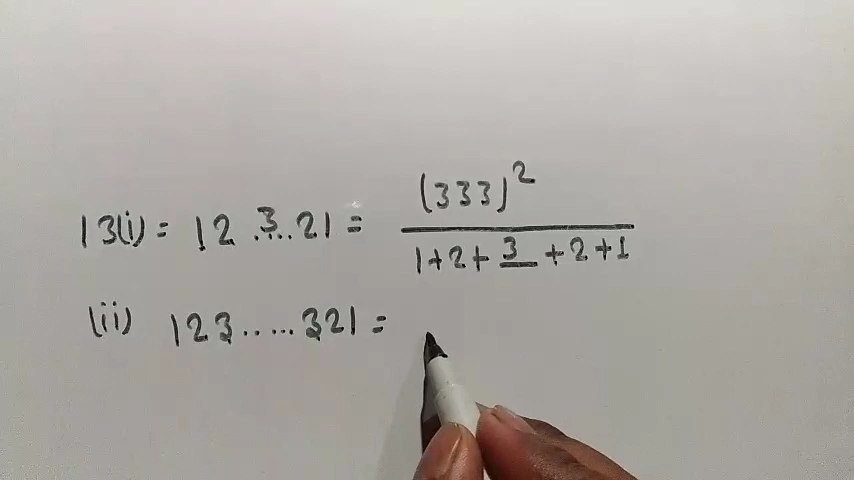 13(i) = 12 ..3.. 21 = (333)² / 1+2+ 3 +2+1
(ii) 123.....321 =